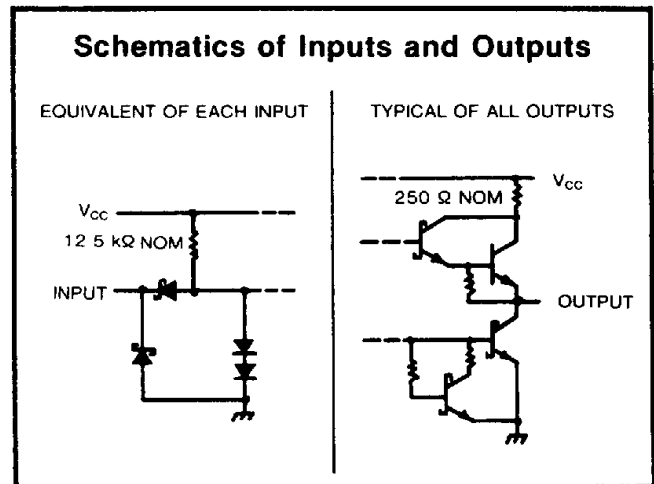 Schematics of Inputs and Outputs
EQUIVALENT OF EACH INPUT
VCC
12 5 kΩ NOM
INPUT
TYPICAL OF ALL OUTPUTS
VCC
250 Ω NOM
OUTPUT